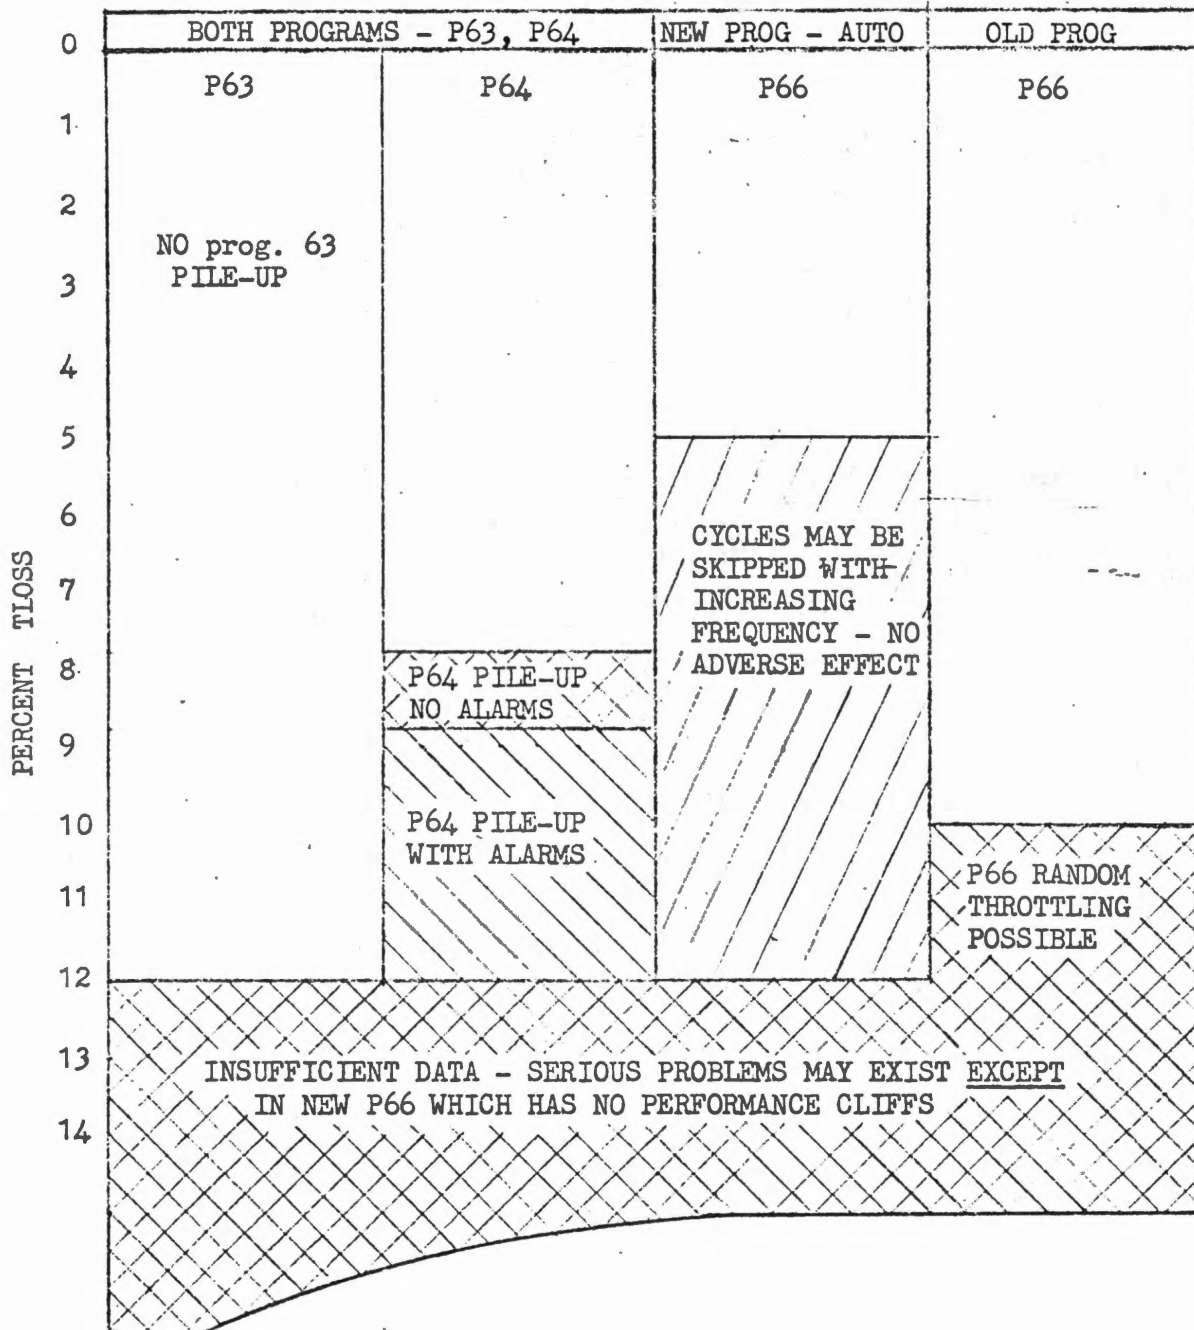 BOTH PROGRAMS - P63, P64
NEW PROG - AUTO
OLD PROG
P63
P64
P66
P66
PERCENT TLOSS
0
1
2
3
4
5
6
7
8
9
10
11
12
13
14
NO prog. 63
PILE-UP
P64 PILE-UP
NO ALARMS
P64 PILE-UP
WITH ALARMS
CYCLES MAY BE
SKIPPED WITH
INCREASING
FREQUENCY - NO
ADVERSE EFFECT
P66 RANDOM
THROTTLING
POSSIBLE
INSUFFICIENT DATA - SERIOUS PROBLEMS MAY EXIST EXCEPT
IN NEW P66 WHICH HAS NO PERFORMANCE CLIFFS